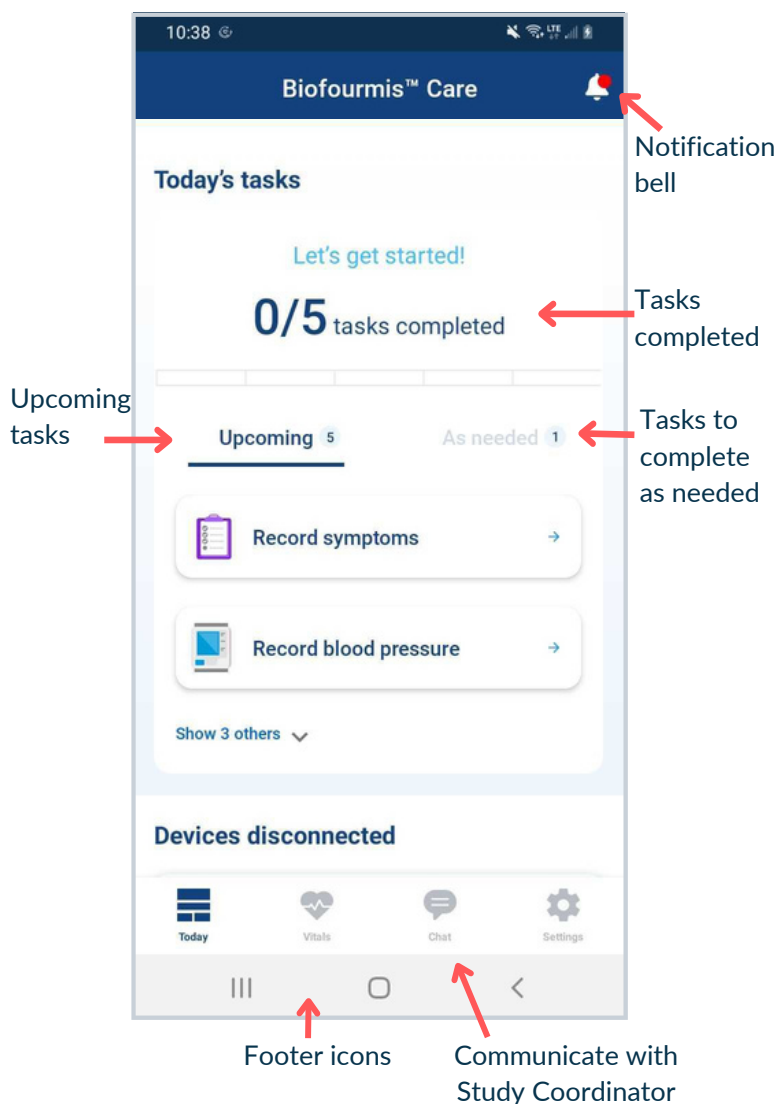 10:38
LTE
Biofourmis™ Care
Notification
bell
Today's tasks
Let's get started!
0/5 tasks completed
Tasks
completed
Upcoming
tasks
Upcoming 5
As needed 1
Tasks to
complete
as needed
Record symptoms
Record blood pressure
Show 3 others
Devices disconnected
Today
Vitals
Chat
Settings
Footer icons
Communicate with
Study Coordinator